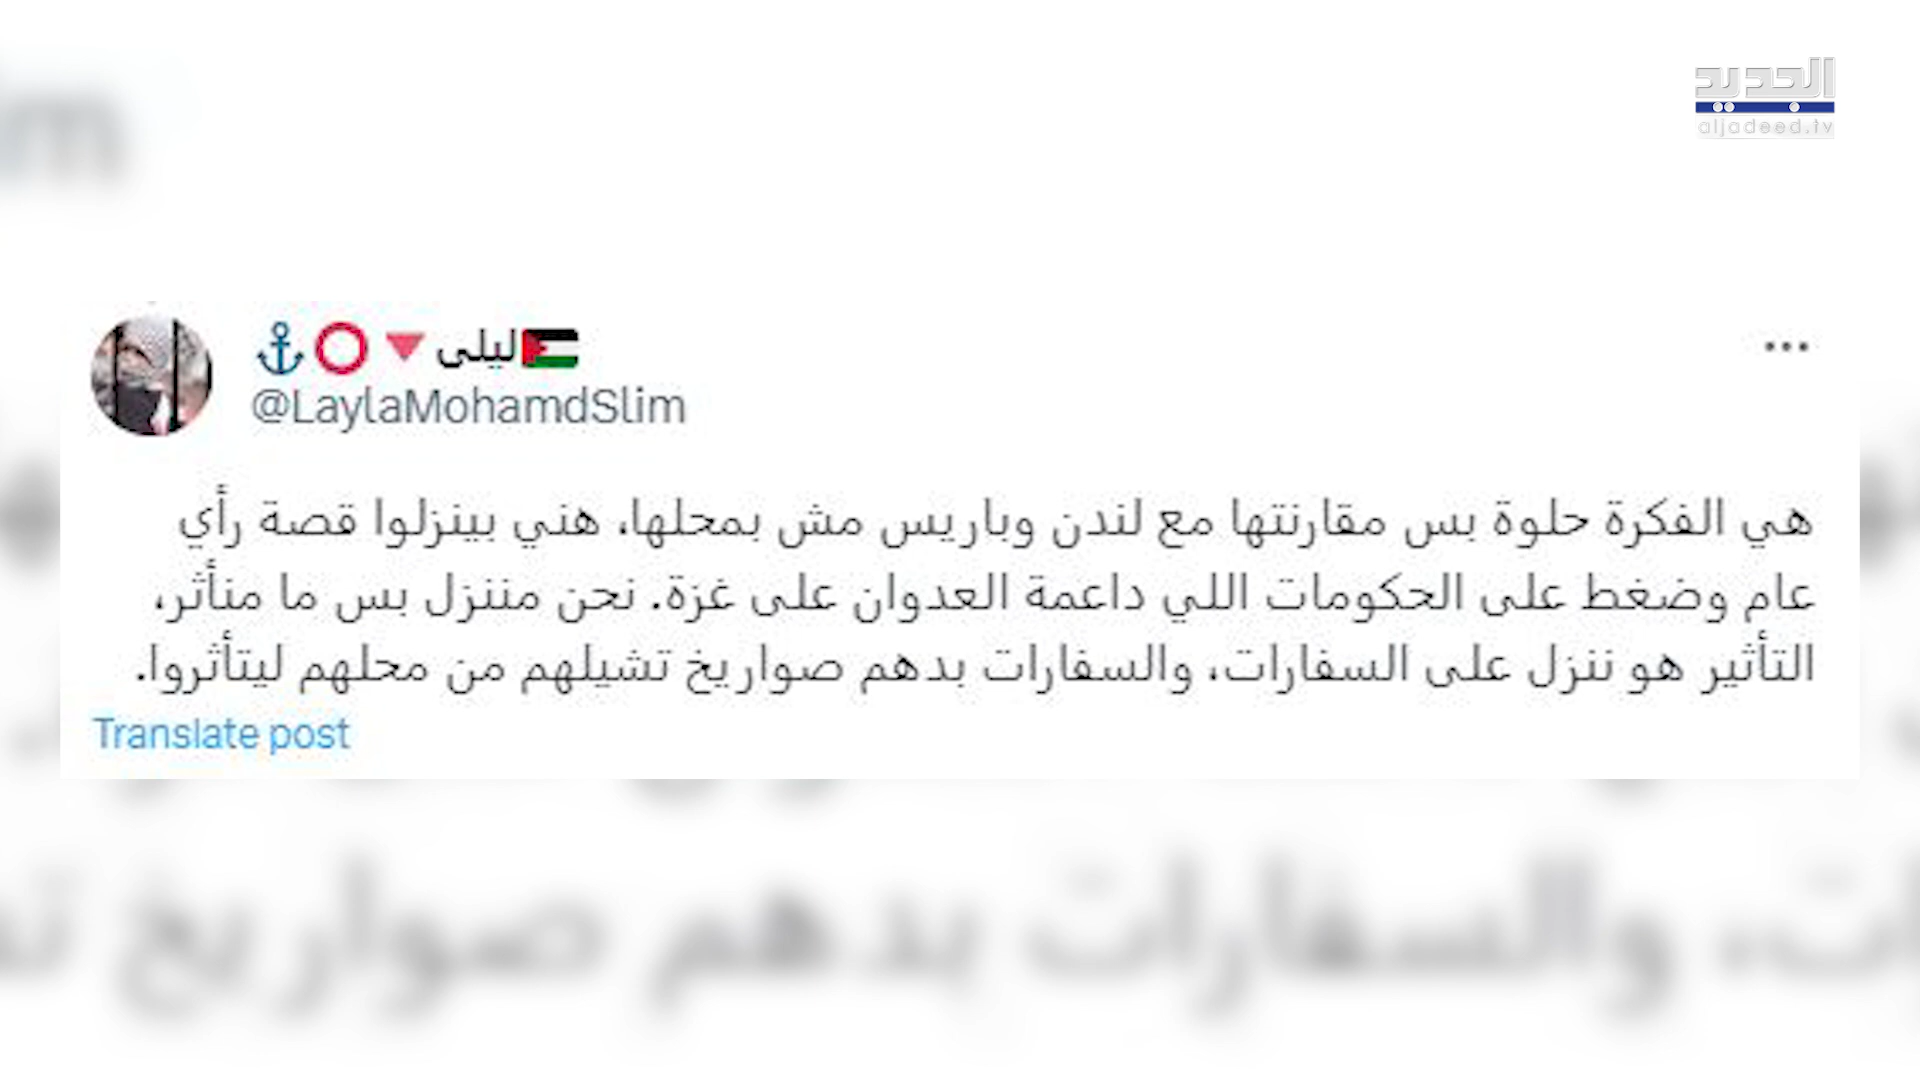 الجديد
aljadeed.tv
ليلى
@LaylaMohamdSlim
هي الفكرة حلوة بس مقارنتها مع لندن وباريس مش بمحلها، هني بينزلوا قصة رأي
عام وضغط على الحكومات اللي داعمة العدوان على غزة. نحن مننزل بس ما منأثر،
التأثير هو ننزل على السفارات، والسفارات بدهم صواريخ تشيلهم من محلهم ليتأثروا.
Translate post